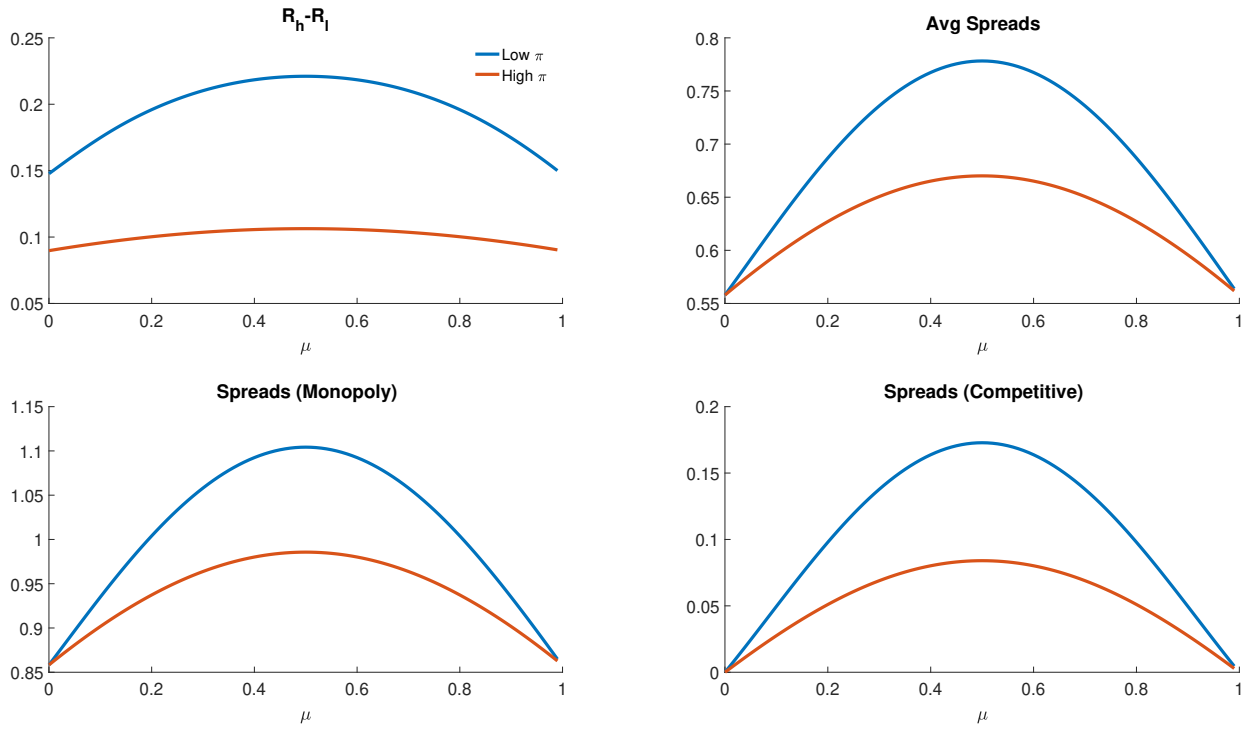 R_h-R_l
0.25
0.2
0.15
0.1
0.05
0 0.2 0.4 0.6 0.8 1
μ
Low π
High π
Avg Spreads
0.8
0.75
0.7
0.65
0.6
0.55
0 0.2 0.4 0.6 0.8 1
μ
Spreads (Monopoly)
1.15
1.1
1.05
1
0.95
0.9
0.85
0 0.2 0.4 0.6 0.8 1
μ
Spreads (Competitive)
0.2
0.15
0.1
0.05
0
0 0.2 0.4 0.6 0.8 1
μ